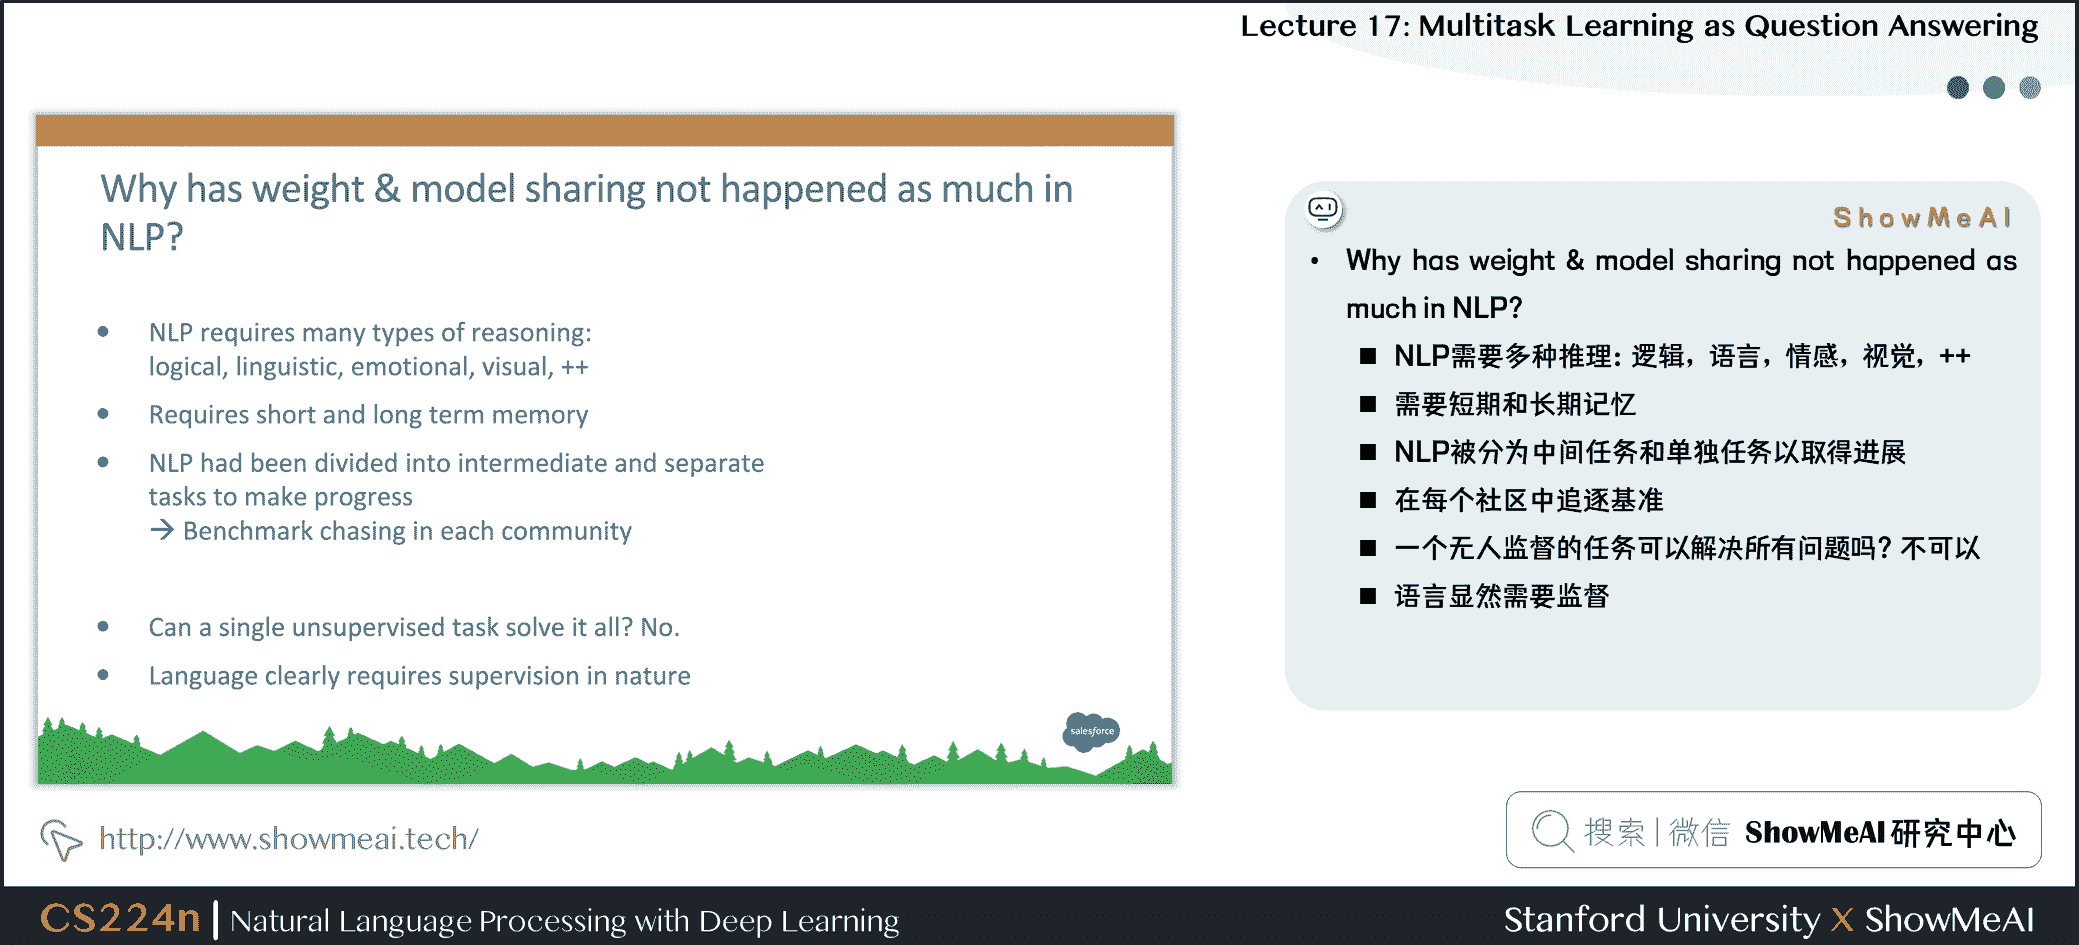 Lecture 17: Multitask Learning as Question Answering
Why has weight & model sharing not happened as much in
NLP?
• NLP requires many types of reasoning:
logical, linguistic, emotional, visual, ++
• Requires short and long term memory
• NLP had been divided into intermediate and separate
tasks to make progress
→ Benchmark chasing in each community
• Can a single unsupervised task solve it all? No.
• Language clearly requires supervision in nature
salesforce
ShowMeAI
• Why has weight & model sharing not happened as
much in NLP?
■ NLP需要多种推理: 逻辑，语言，情感，视觉，++
■ 需要短期和长期记忆
■ NLP被分为中间任务和单独任务以取得进展
■ 在每个社区中追逐基准
■ 一个无人监督的任务可以解决所有问题吗? 不可以
■ 语言显然需要监督
http://www.showmeai.tech/
搜索 | 微信 ShowMeAI 研究中心
CS224n | Natural Language Processing with Deep Learning
Stanford University X ShowMeAI